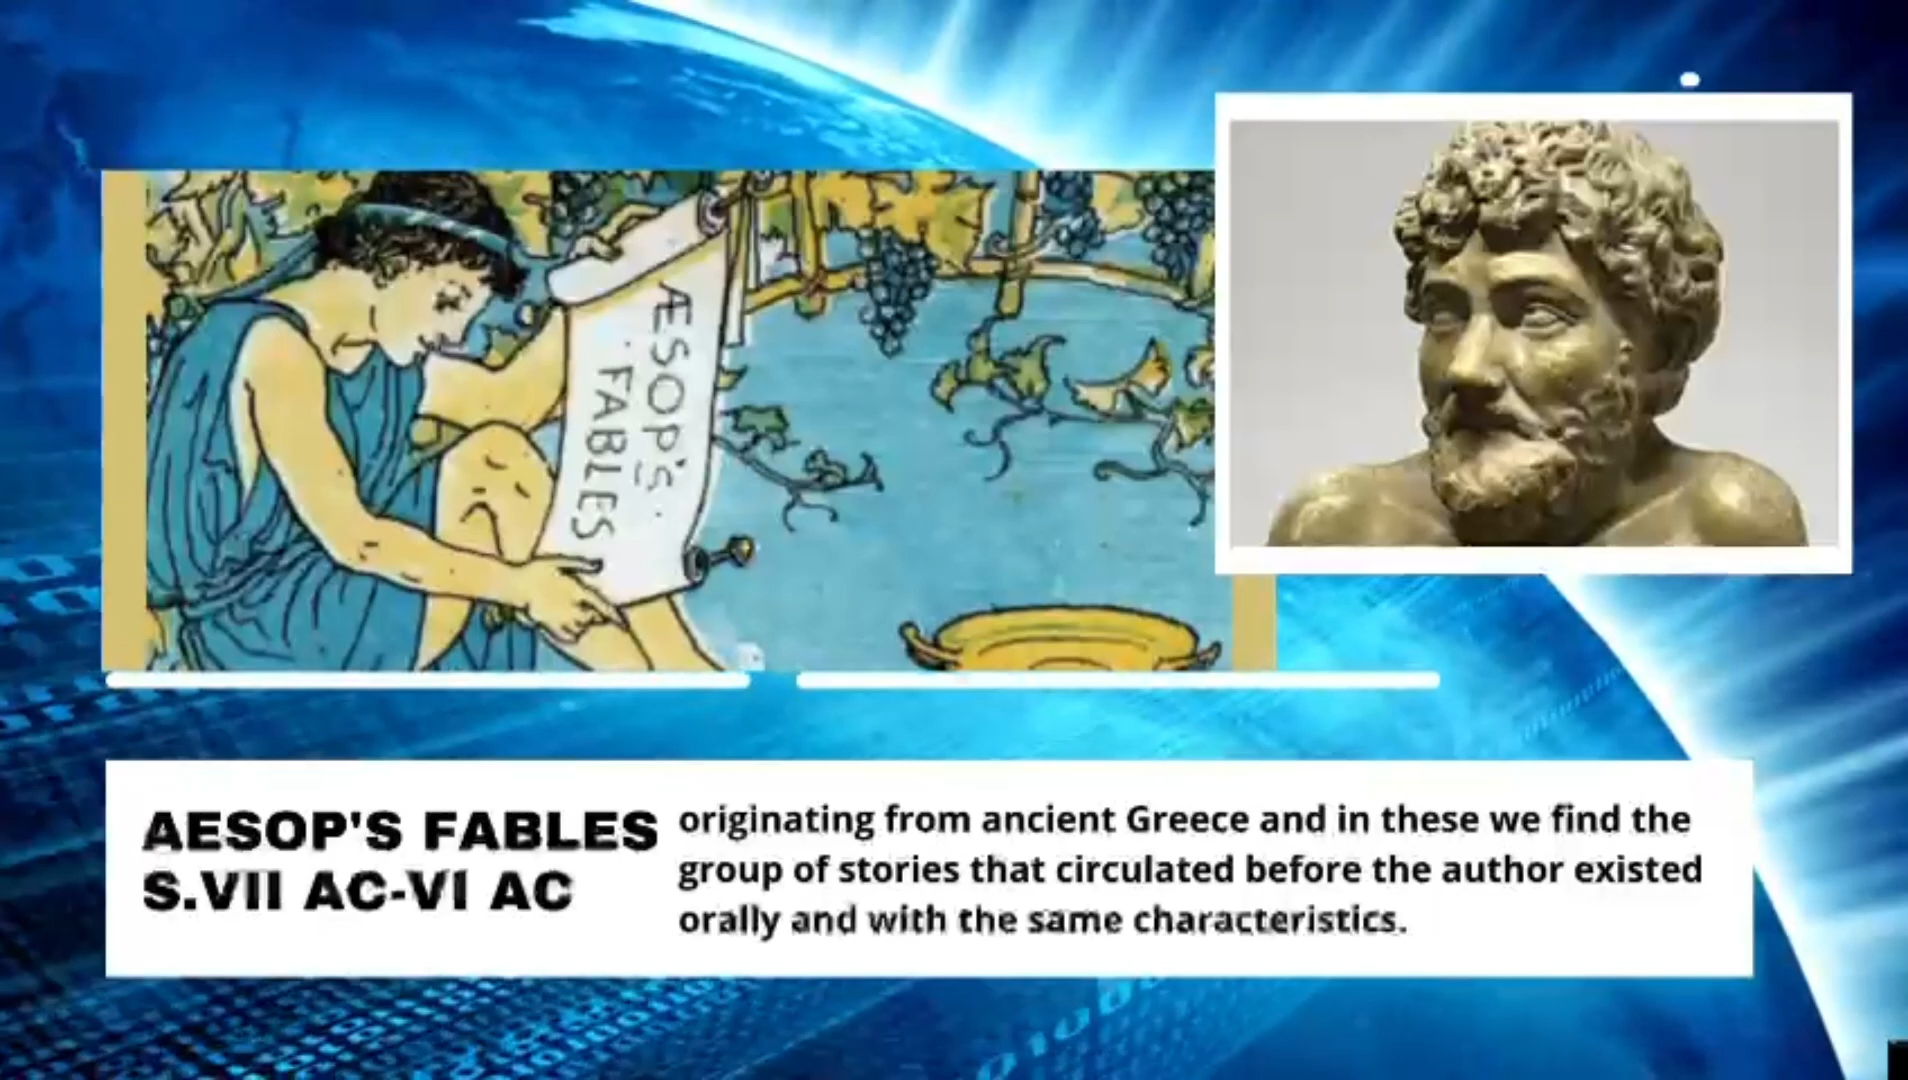 ÆSOP'S
FABLES
AESOP'S FABLES
S.VII AC-VI AC
originating from ancient Greece and in these we find the
group of stories that circulated before the author existed
orally and with the same characteristics.